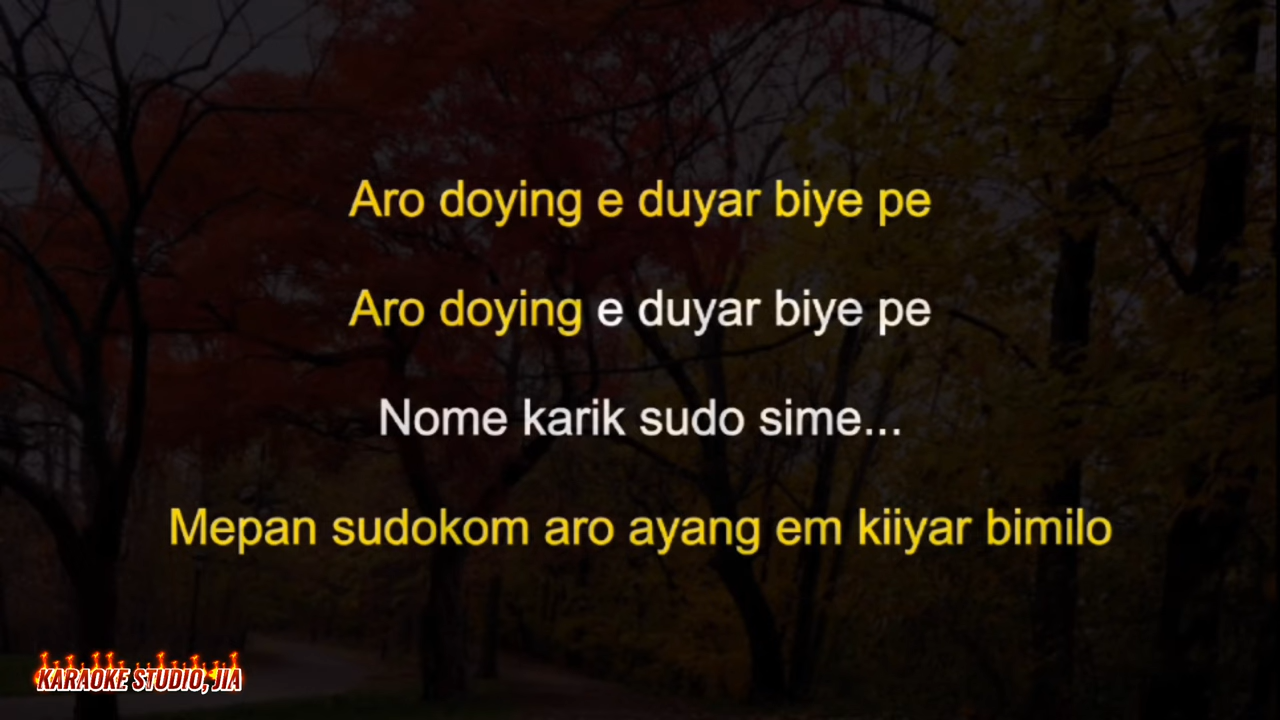 Aro doying e duyar biye pe
Aro doying e duyar biye pe
Nome karik sudo sime...
Mepan sudokom aro ayang em kiiyar bimilo
KARAOKE STUDIO, JIA